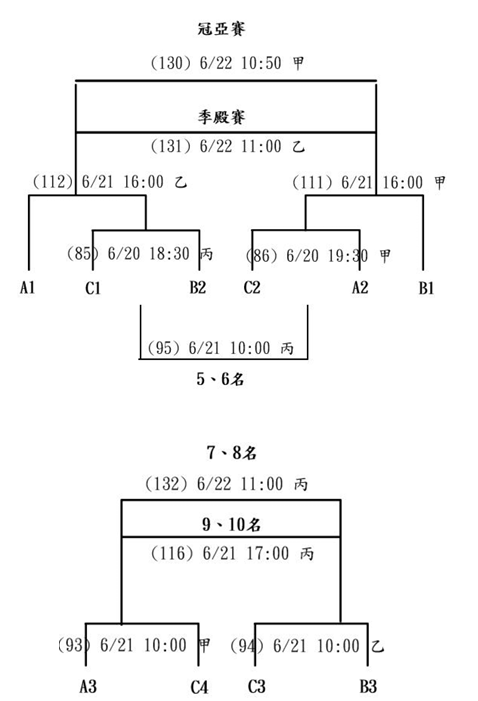 冠亞賽
(130) 6/22 10:50 甲
季殿賽
(131) 6/22 11:00 乙
(112) 6/21 16:00 乙 (111) 6/21 16:00 甲
(85) 6/20 18:30 丙 (86) 6/20 19:30 甲
A1 C1 B2 C2 A2 B1
(95) 6/21 10:00 丙
5、6名
7、8名
(132) 6/22 11:00 丙
9、10名
(116) 6/21 17:00 丙
(93) 6/21 10:00 甲 (94) 6/21 10:00 乙
A3 C4 C3 B3